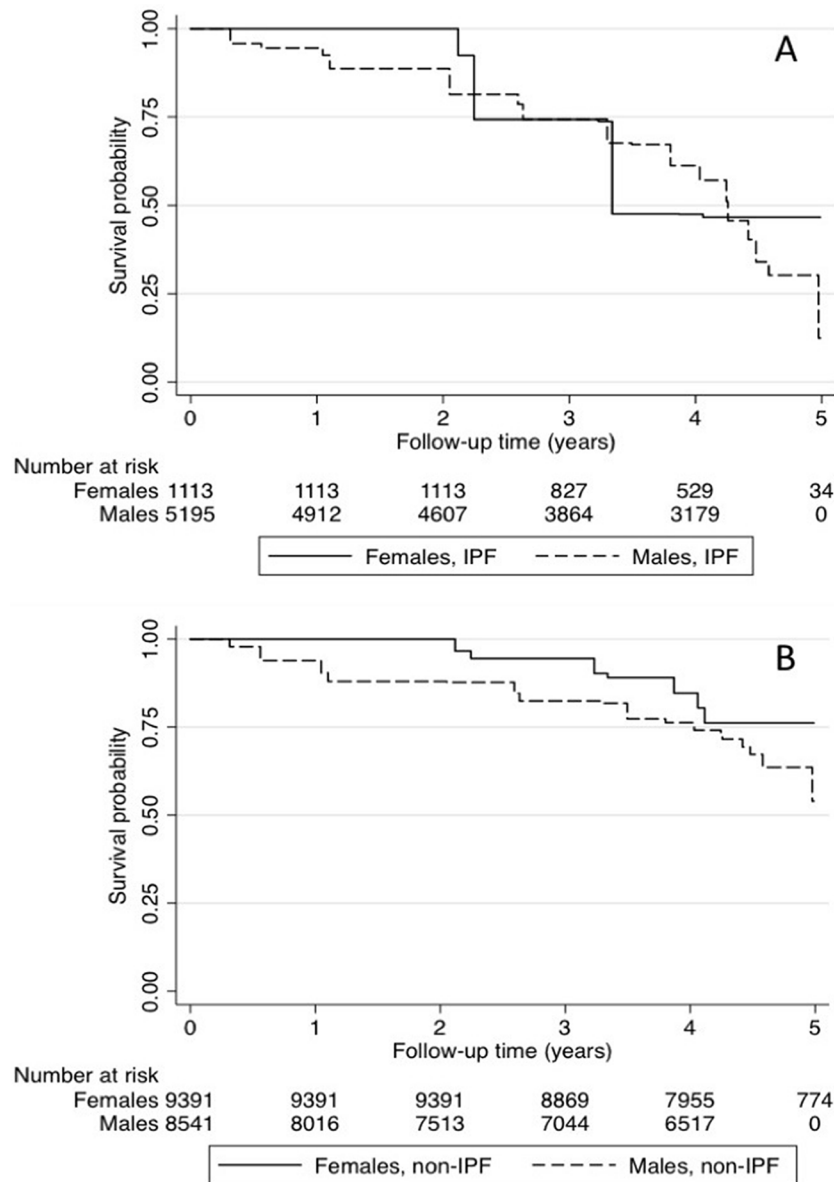 A
Survival probability
1.00
0.75
0.50
0.25
0.00
0 1 2 3 4 5
Follow-up time (years)
Number at risk
Females 1113 1113 1113 827 529 34
Males 5195 4912 4607 3864 3179 0
Females, IPF Males, IPF
B
Survival probability
1.00
0.75
0.50
0.25
0.00
0 1 2 3 4 5
Follow-up time (years)
Number at risk
Females 9391 9391 9391 8869 7955 774
Males 8541 8016 7513 7044 6517 0
Females, non-IPF Males, non-IPF